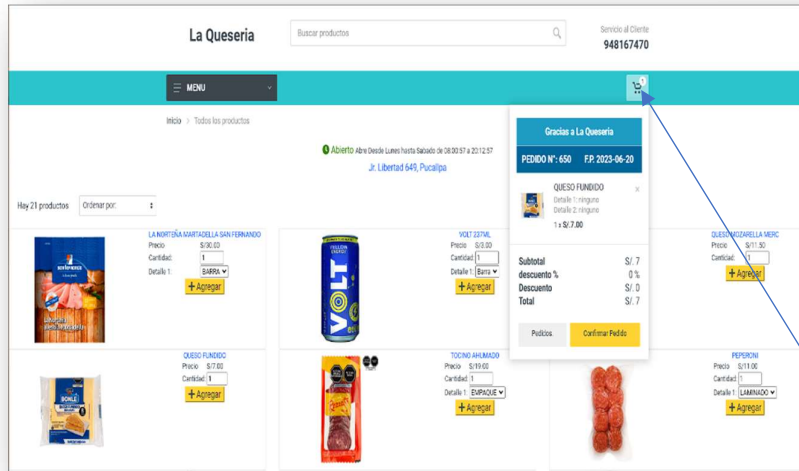 La Queseria
Buscar productos
Servicio al Cliente
948167470
MENU
Inicio > Todos los productos
Abierto Abre Desde Lunes hasta Sabado de 08:00:57 a 20:12:57
Jr. Libertad 649, Pucallpa
Hay 21 productos
Ordenar por:
Gracias a La Queseria
PEDIDO N°: 650 F.P. 2023-06-20
QUESO FUNDIDO
Detalle 1: ninguno
Detalle 2: ninguno
1 x S/.7.00
Subtotal S/. 7
descuento % 0 %
Descuento S/. 0
Total S/. 7
Pedidos
Confirmar Pedido
LA NORTEÑA MARTADELLA SAN FERNANDO
Precio S/30.00
Cantidad: 1
Detalle 1: BARRA
+ Agregar
VOLT
VOLT 237ML
Precio S/3.00
Cantidad: 1
Detalle 1: Barra
+ Agregar
QUESO MOZARELLA MERC
Precio S/11.50
Cantidad: 1
+ Agregar
BONLÉ
QUESO FUNDIDO
Precio S/7.00
Cantidad: 1
+ Agregar
TOCINO AHUMADO
Precio S/19.00
Cantidad: 1
Detalle 1: EMPAQUE
+ Agregar
PEPERONI
Precio S/11.00
Cantidad: 1
Detalle 1: LAMINADO
+ Agregar